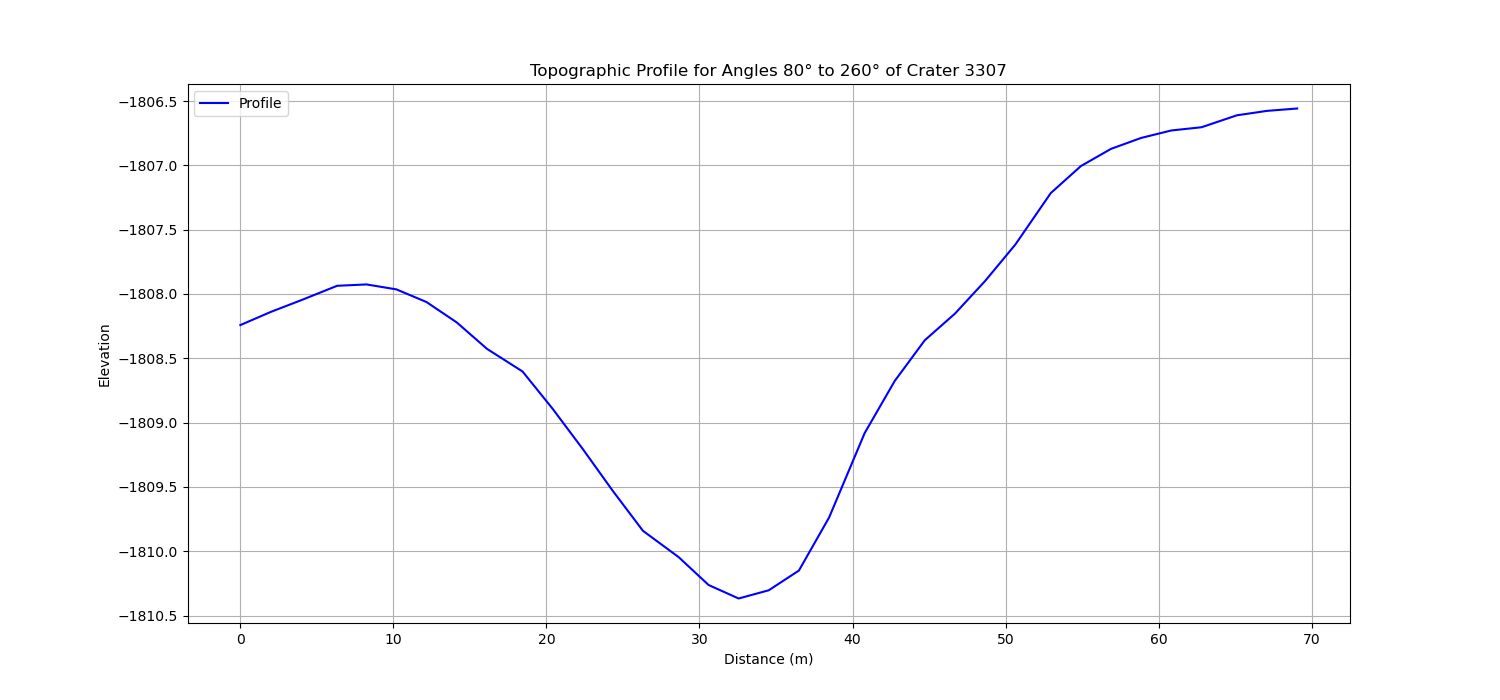 Topographic Profile for Angles 80° to 260° of Crater 3307
Profile
Elevation
−1806.5
−1807.0
−1807.5
−1808.0
−1808.5
−1809.0
−1809.5
−1810.0
−1810.5
0 10 20 30 40 50 60 70
Distance (m)